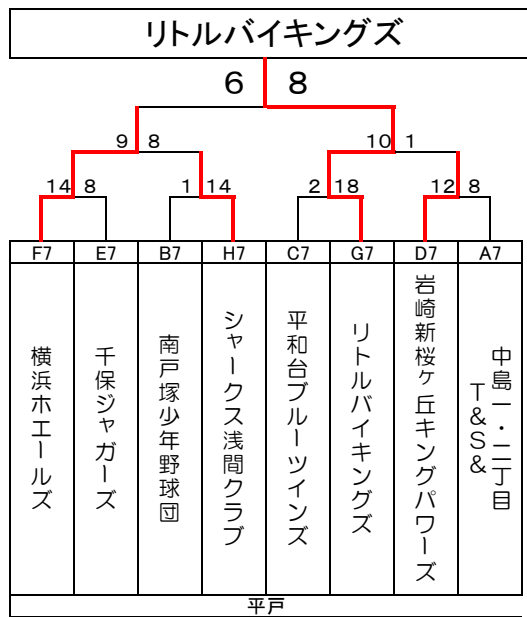 リトルバイキングズ
6 8
9 8 10 1
14 8 1 14 2 18 12 8
F7 E7 B7 H7 C7 G7 D7 A7
横浜ホエールズ
千保ジャガーズ
南戸塚少年野球団
シャークス浅間クラブ
平和台ブルーツインズ
リトルバイキングズ
岩崎新桜ヶ丘キングパワーズ
中島一・二丁目
T&S&
平戸